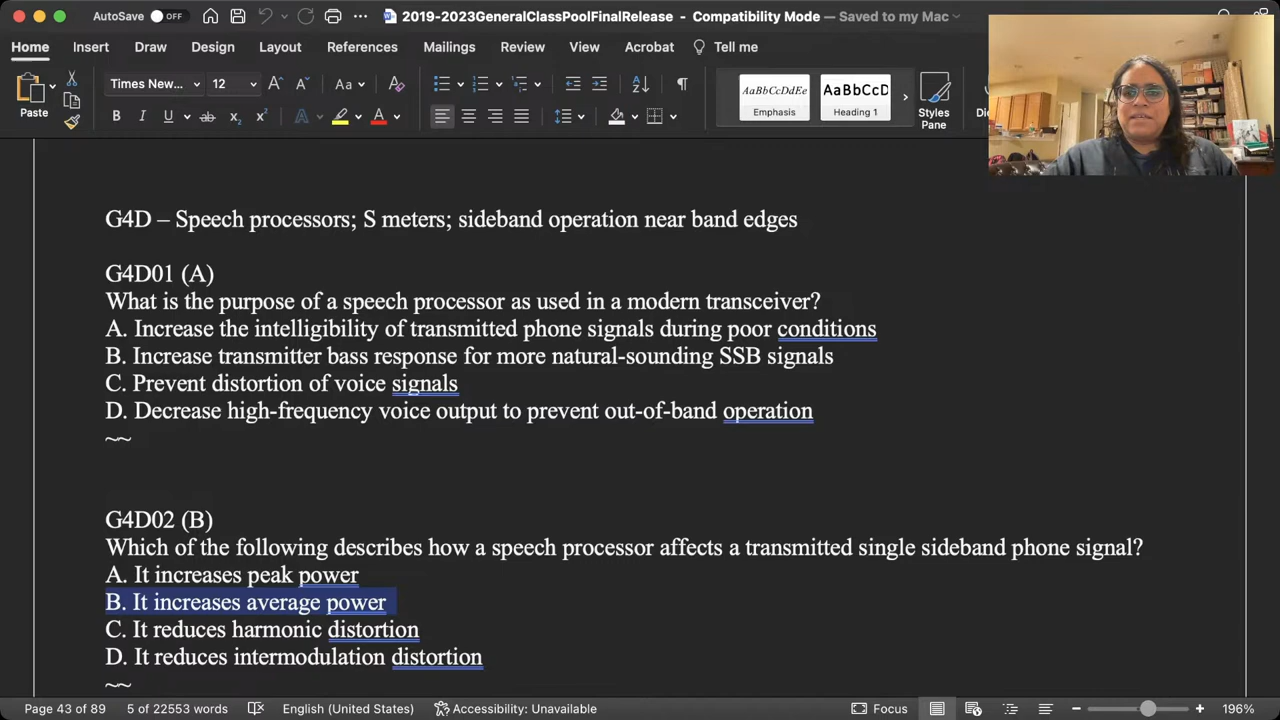 AutoSave OFF 2019-2023GeneralClassPoolFinalRelease - Compatibility Mode — Saved to my Mac
Home Insert Draw Design Layout References Mailings Review View Acrobat Tell me
Times New... 12 Aa
Paste
B I U ab x₂ x² A A
AaBbCcDdEe AaBbCcD
Emphasis Heading 1
Styles Pane
G4D – Speech processors; S meters; sideband operation near band edges
G4D01 (A)
What is the purpose of a speech processor as used in a modern transceiver?
A. Increase the intelligibility of transmitted phone signals during poor conditions
B. Increase transmitter bass response for more natural-sounding SSB signals
C. Prevent distortion of voice signals
D. Decrease high-frequency voice output to prevent out-of-band operation
~~
G4D02 (B)
Which of the following describes how a speech processor affects a transmitted single sideband phone signal?
A. It increases peak power
B. It increases average power
C. It reduces harmonic distortion
D. It reduces intermodulation distortion
~~
Page 43 of 89 5 of 22553 words English (United States) Accessibility: Unavailable Focus 196%